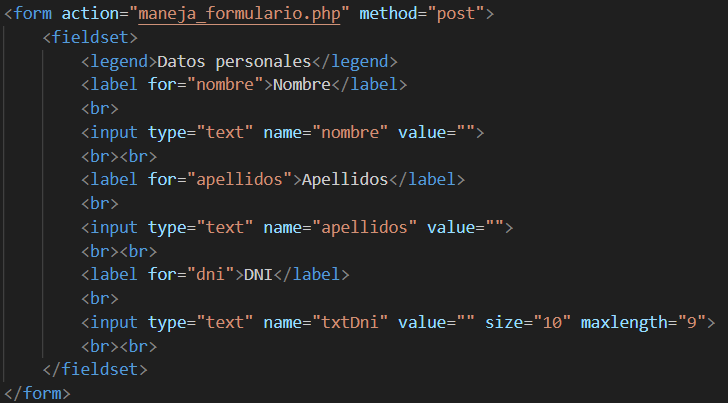 <form action="maneja_formulario.php" method="post">
<fieldset>
<legend>Datos personales</legend>
<label for="nombre">Nombre</label>
<br>
<input type="text" name="nombre" value="">
<br><br>
<label for="apellidos">Apellidos</label>
<br>
<input type="text" name="apellidos" value="">
<br><br>
<label for="dni">DNI</label>
<br>
<input type="text" name="txtDni" value="" size="10" maxlength="9">
<br><br>
</fieldset>
</form>